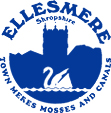 ELLESMERE
Shropshire
TOWN MERES MOSSES AND CANALS